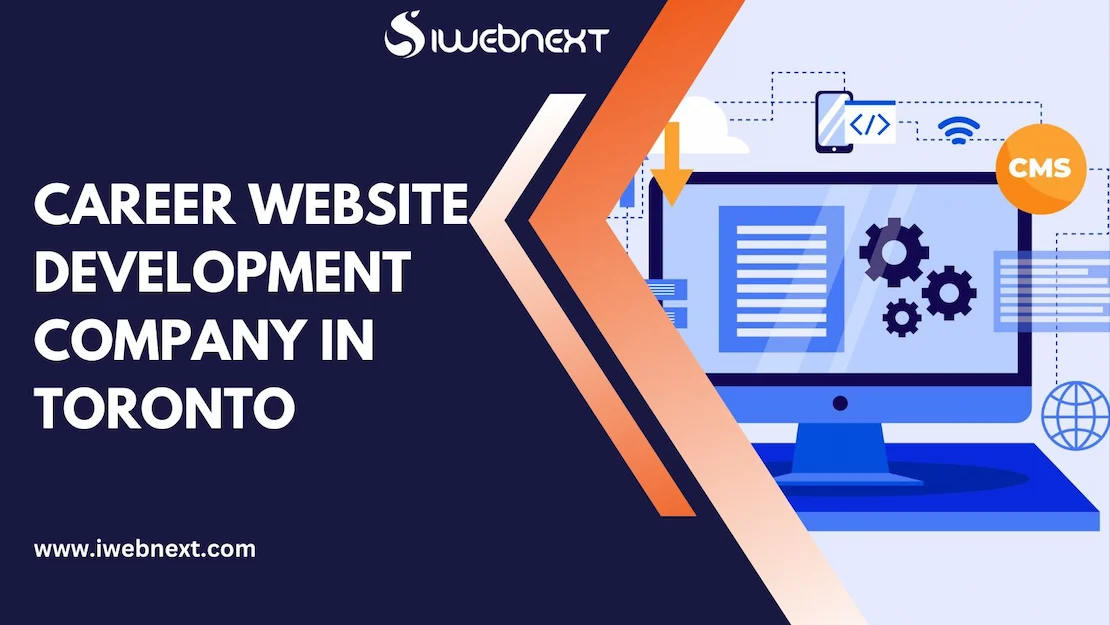 iWEBNEXT
CAREER WEBSITE
DEVELOPMENT
COMPANY IN
TORONTO
www.iwebnext.com
</>
CMS